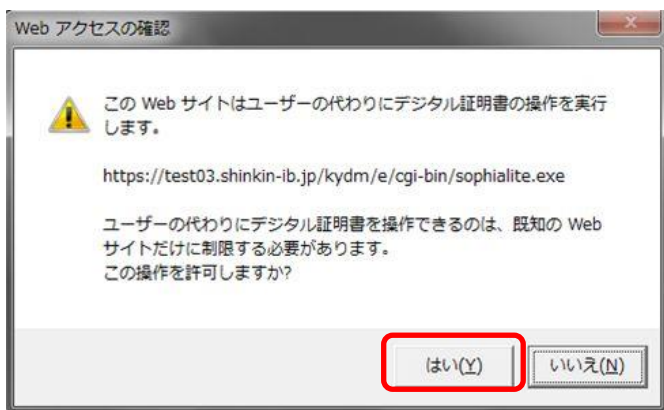 Web アクセスの確認
この Web サイトはユーザーの代わりにデジタル証明書の操作を実行
します。
https://test03.shinkin-ib.jp/kydm/e/cgi-bin/sophialite.exe
ユーザーの代わりにデジタル証明書を操作できるのは、既知の Web
サイトだけに制限する必要があります。
この操作を許可しますか?
はい(Y) いいえ(N)